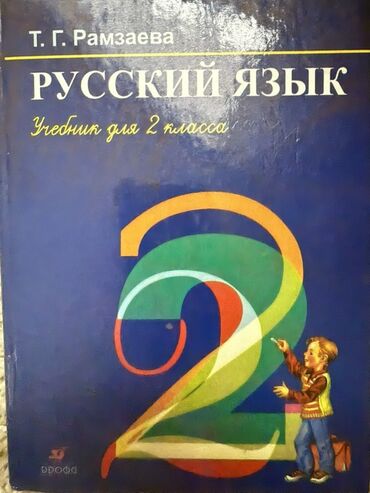 Т. Г. Рамзаева
РУССКИЙ ЯЗЫК
Учебник для 2 класса
2
ДРОФА